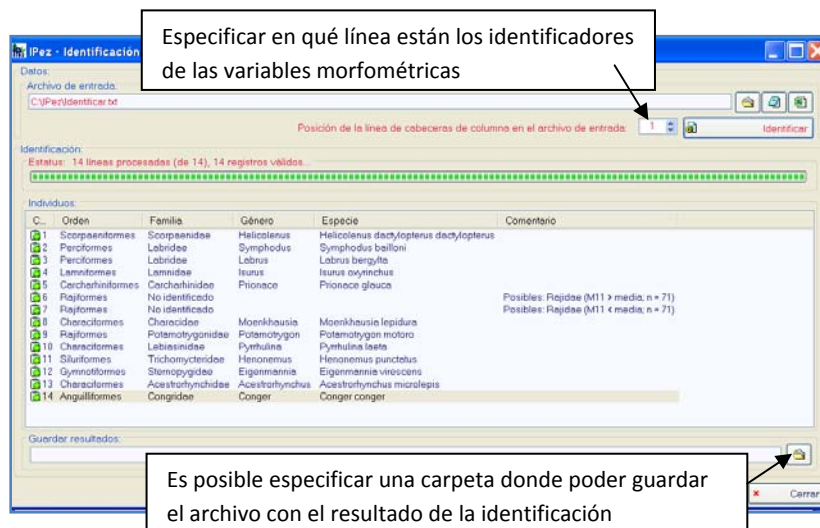 Especificar en qué línea están los identificadores
de las variables morfométricas
IPez - Identificación
Datos:
Archivo de entrada:
C:\IPez\Identificar.txt
Posición de la línea de cabeceras de columna en el archivo de entrada: 1 Identificar
Identificación:
Estatus: 14 líneas procesadas (de 14), 14 registros válidos...
Individuos:
C... Orden Familia Género Especie Comentario
1 Scorpaeniformes Scorpaenidae Helicolenus Helicolenus dactylopterus dactylopterus
2 Perciformes Labridae Symphodus Symphodus bailloni
3 Perciformes Labridae Labrus Labrus bergylta
4 Lamniformes Lamnidae Isurus Isurus oxyrinchus
5 Carcharhiniformes Carcharhinidae Prionace Prionace glauca
6 Rajiformes No identificado Posibles: Rajidae (M11 > media; n = 71)
7 Rajiformes No identificado Posibles: Rajidae (M11 < media; n = 71)
8 Characiformes Characidae Moenkhausia Moenkhausia lepidura
9 Rajiformes Potamotrygonidae Potamotrygon Potamotrygon motoro
10 Characiformes Lebiasinidae Pyrrhulina Pyrrhulina laeta
11 Siluriformes Trichomycteridae Henonemus Henonemus punctatus
12 Gymnotiformes Sternopygidae Eigenmannia Eigenmannia virescens
13 Characiformes Acestrorhynchidae Acestrorhynchus Acestrorhynchus microlepis
14 Anguilliformes Congridae Conger Conger conger
Guardar resultados:
Es posible especificar una carpeta donde poder guardar
el archivo con el resultado de la identificación
Cerrar